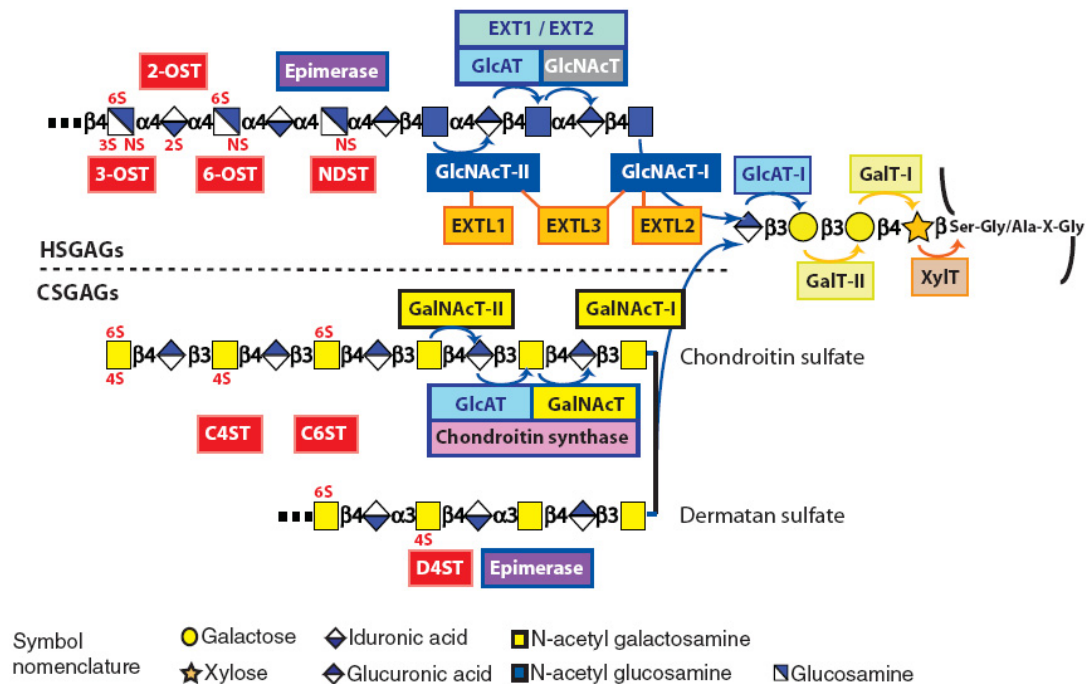 EXT1 / EXT2
GlcAT GlcNAcT
2-OST Epimerase
6S 6S
β4 α4 α4 α4 α4 α4 β4 α4 β4 α4 β4
3S NS 2S NS NS
3-OST 6-OST NDST GlcNAcT-II GlcNAcT-I GlcAT-I GalT-I
EXTL1 EXTL3 EXTL2
β3 β3 β4 β Ser-Gly/Ala-X-Gly
GalT-II XylT
HSGAGs
CSGAGs
GalNAcT-II GalNAcT-I
6S 6S
β4 β3 β4 β3 β4 β3 β4 β3 β4 β3 Chondroitin sulfate
4S 4S
GlcAT GalNAcT
C4ST C6ST Chondroitin synthase
6S
β4 α3 β4 α3 β4 β3 Dermatan sulfate
4S
D4ST Epimerase
Symbol nomenclature
Galactose Iduronic acid N-acetyl galactosamine
Xylose Glucuronic acid N-acetyl glucosamine Glucosamine